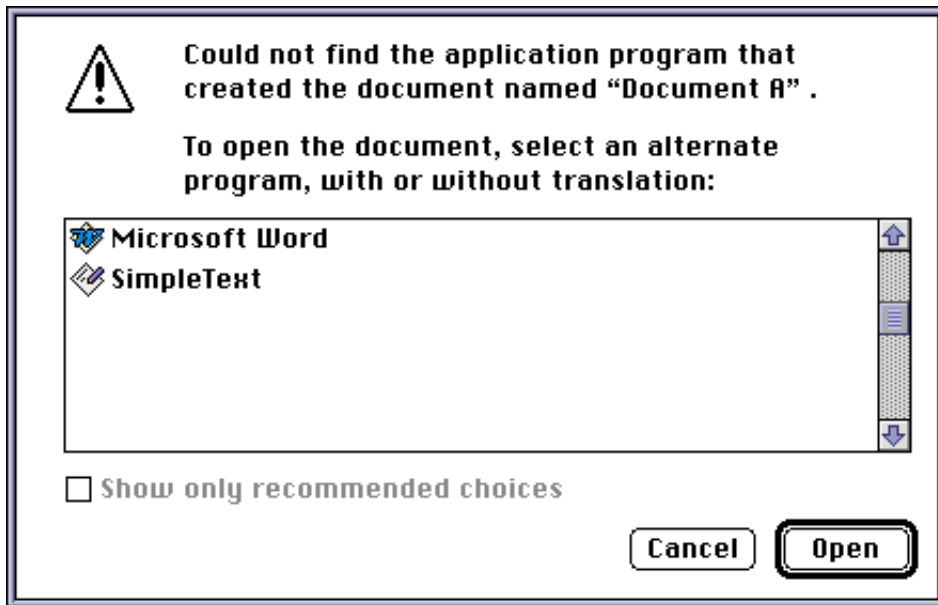 Could not find the application program that
created the document named “Document A” .
To open the document, select an alternate
program, with or without translation:
Microsoft Word
SimpleText
Show only recommended choices
Cancel
Open